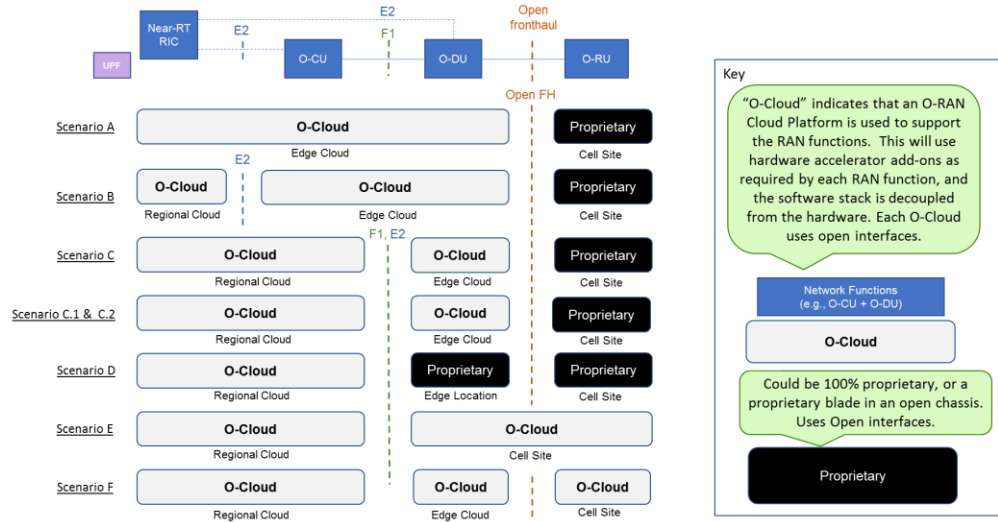 Near-RT
RIC
E2
E2
F1
Open
fronthaul
UPF
O-CU
O-DU
O-RU
Open FH
Scenario A
O-Cloud
Edge Cloud
Proprietary
Cell Site
Scenario B
O-Cloud
Regional Cloud
E2
O-Cloud
Edge Cloud
Proprietary
Cell Site
F1, E2
Scenario C
O-Cloud
Regional Cloud
O-Cloud
Edge Cloud
Proprietary
Cell Site
Scenario C.1 & C.2
O-Cloud
Regional Cloud
O-Cloud
Edge Cloud
Proprietary
Cell Site
Scenario D
O-Cloud
Regional Cloud
Proprietary
Edge Location
Proprietary
Cell Site
Scenario E
O-Cloud
Regional Cloud
O-Cloud
Cell Site
Scenario F
O-Cloud
Regional Cloud
O-Cloud
Edge Cloud
O-Cloud
Cell Site
Key
“O-Cloud” indicates that an O-RAN
Cloud Platform is used to support
the RAN functions. This will use
hardware accelerator add-ons as
required by each RAN function, and
the software stack is decoupled
from the hardware. Each O-Cloud
uses open interfaces.
Network Functions
(e.g., O-CU + O-DU)
O-Cloud
Could be 100% proprietary, or a
proprietary blade in an open chassis.
Uses Open interfaces.
Proprietary